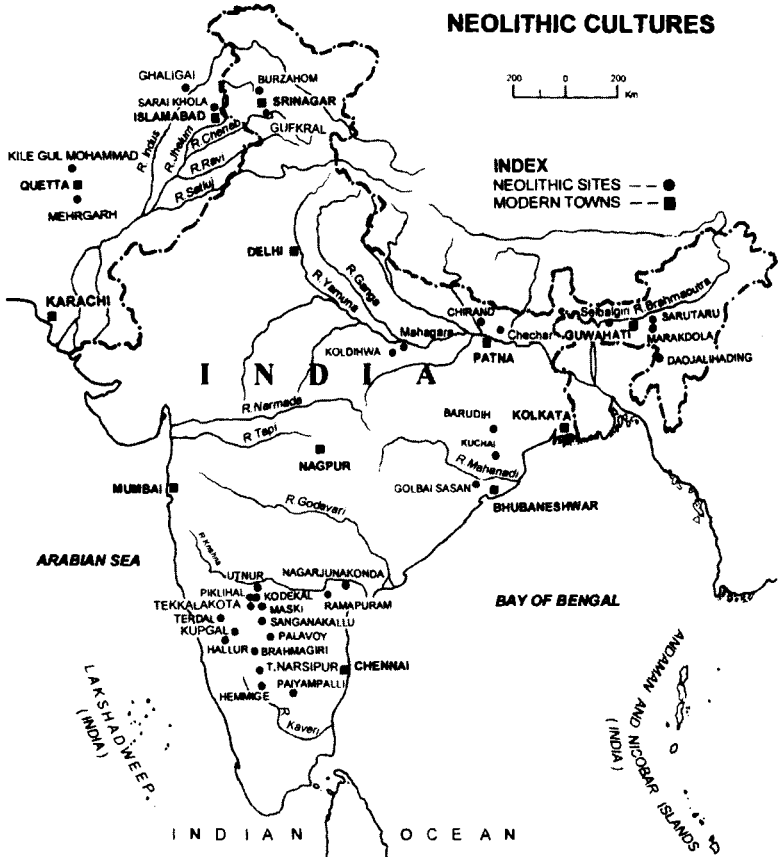 NEOLITHIC CULTURES
200 0 200
Km
GHALIGAI
BURZAHOM
SARAI KHOLA
SRINAGAR
ISLAMABAD
GUFKRAL
R. Indus
R. Jhelum
R. Chenab
R. Ravi
R. Satluj
KILE GUL MOHAMMAD
QUETTA
MEHRGARH
INDEX
NEOLITHIC SITES
MODERN TOWNS
DELHI
R. Ganga
R. Yamuna
KARACHI
CHIRAND
Chechar
Mahagara
KOLDIHWA
PATNA
Selbalgiri
R. Brahmaputra
SARUTARU
GUWAHATI
MARAKDOLA
DAOJALIHADING
INDIA
R. Narmada
R. Tapi
BARUDIH
KOLKATA
KUCHAI
NAGPUR
R. Mahanadi
MUMBAI
GOLBAI SASAN
R. Godavari
BHUBANESHWAR
ARABIAN SEA
R. Krishna
UTNUR
NAGARJUNAKONDA
PIKLIHAL
KODEKAL
TEKKALAKOTA
MASKI
RAMAPURAM
TERDAL
SANGANAKALLU
KUPGAL
PALAVOY
HALLUR
BRAHMAGIRI
T.NARSIPUR
CHENNAI
HEMMIGE
PAIYAMPALLI
Kaveri
BAY OF BENGAL
LAKSHADWEEP
(INDIA)
ANDAMAN AND NICOBAR ISLANDS
(INDIA)
INDIAN OCEAN